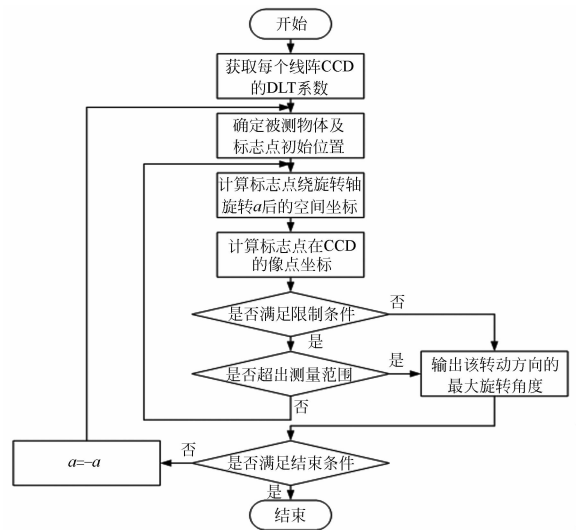 开始
获取每个线阵CCD
的DLT系数
确定被测物体及
标志点初始位置
计算标志点绕旋转轴
旋转a后的空间坐标
计算标志点在CCD
的像点坐标
是否满足限制条件
否
是
是否超出测量范围
是
输出该转动方向的
最大旋转角度
否
是否满足结束条件
否
a=-a
是
结束